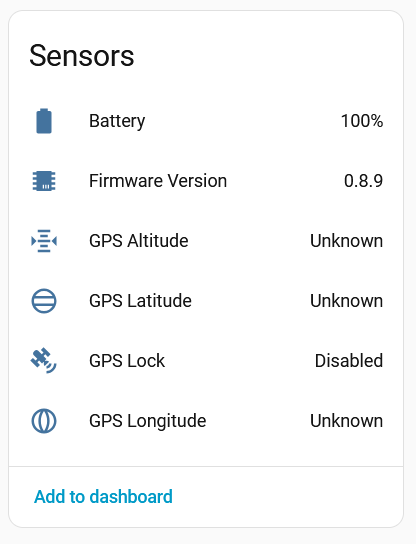 Sensors
Battery 100%
Firmware Version 0.8.9
GPS Altitude Unknown
GPS Latitude Unknown
GPS Lock Disabled
GPS Longitude Unknown
Add to dashboard